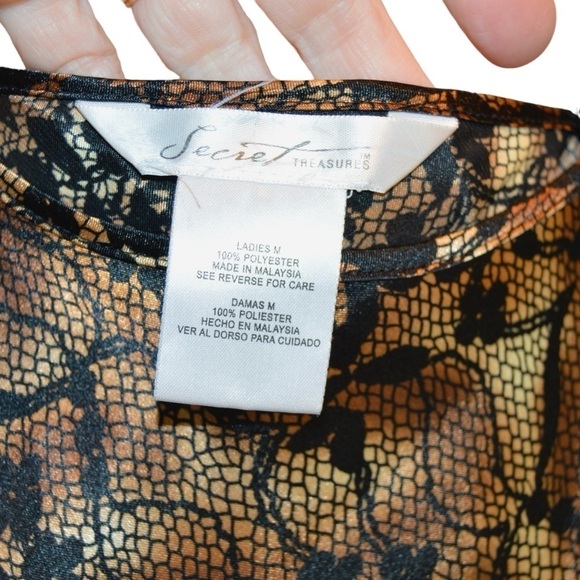 Secret
TREASURES™
LADIES M
100% POLYESTER
MADE IN MALAYSIA
SEE REVERSE FOR CARE
DAMAS M
100% POLIESTER
HECHO EN MALAYSIA
VER AL DORSO PARA CUIDADO